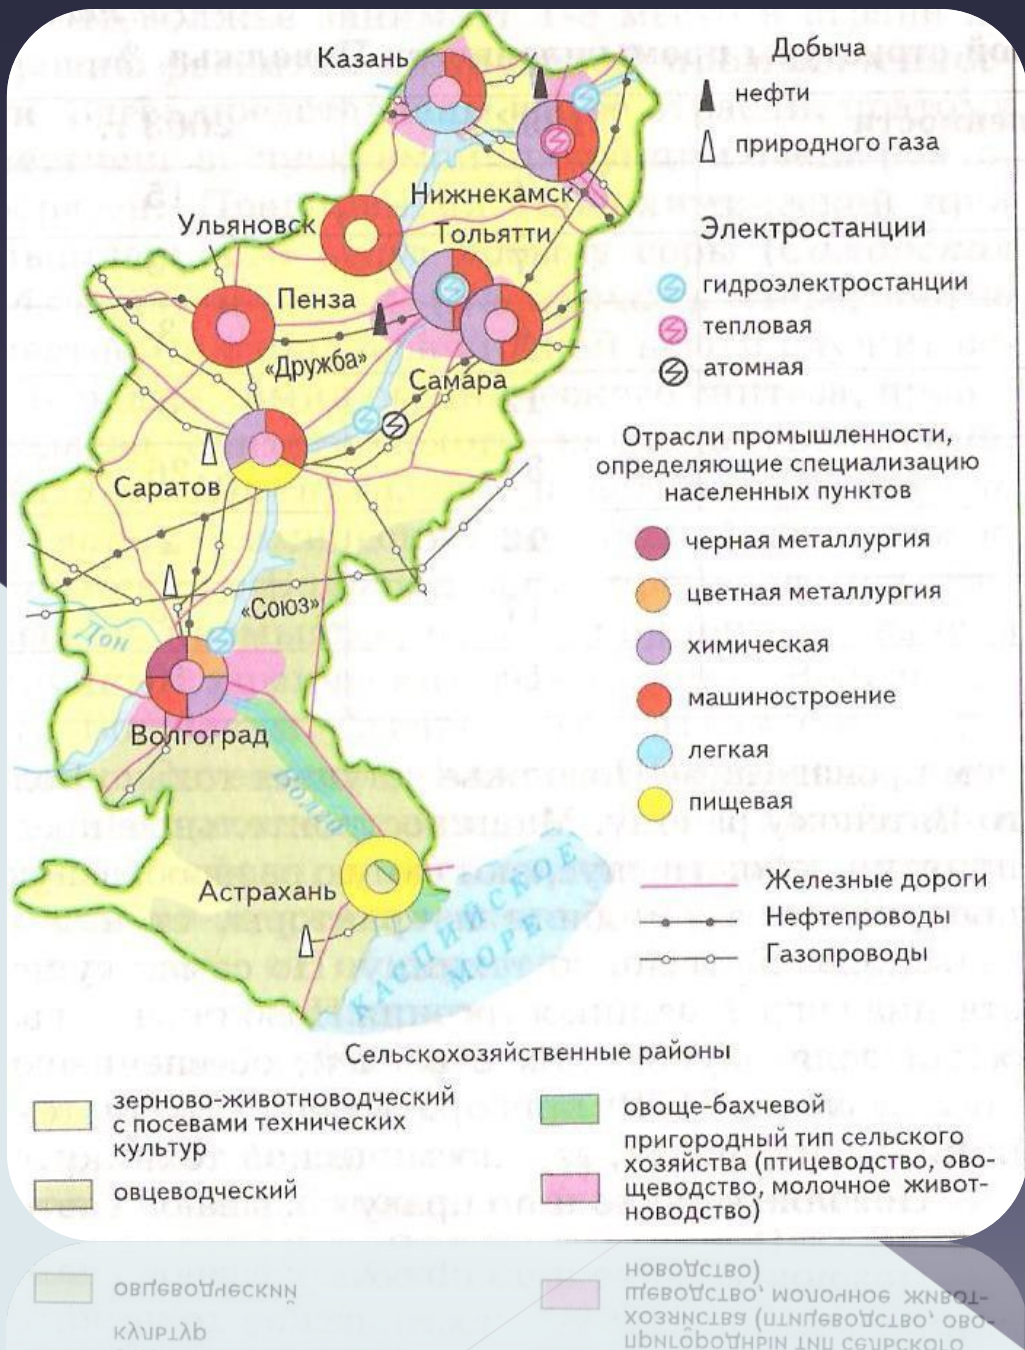 Казань
Нижнекамск
Ульяновск
Тольятти
Пенза
«Дружба»
Самара
Саратов
«Союз»
Дон
Волгоград
Волга
Астрахань
КАСПИЙСКОЕ
МОРЕ
Добыча
нефти
природного газа
Электростанции
гидроэлектростанции
тепловая
атомная
Отрасли промышленности,
определяющие специализацию
населенных пунктов
черная металлургия
цветная металлургия
химическая
машиностроение
легкая
пищевая
Железные дороги
Нефтепроводы
Газопроводы
Сельскохозяйственные районы
зерново-животноводческий
с посевами технических
культур
овцеводческий
овоще-бахчевой
пригородный тип сельского
хозяйства (птицеводство, ово-
щеводство, молочное живот-
новодство)